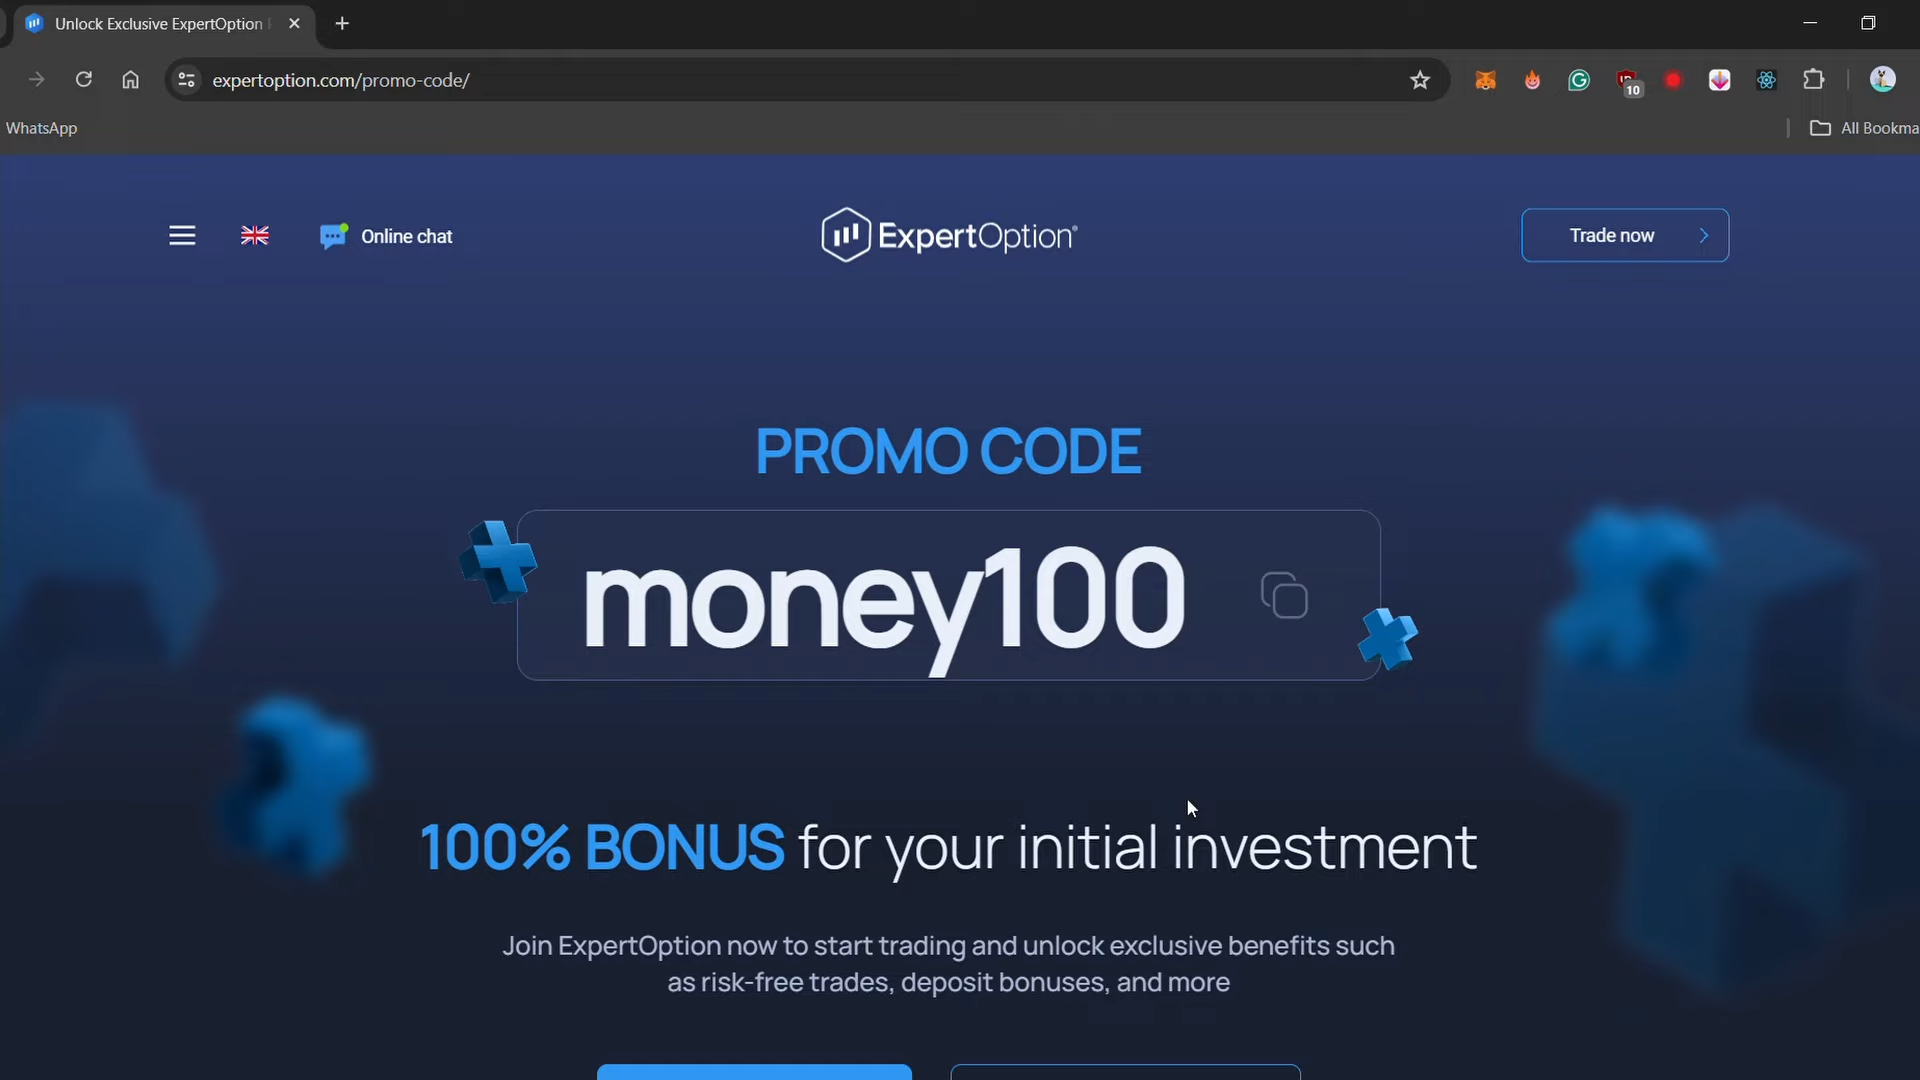 Unlock Exclusive ExpertOption
expertoption.com/promo-code/
10
WhatsApp
All Bookma
Online chat
ExpertOption®
Trade now
PROMO CODE
money100
100% BONUS for your initial investment
Join ExpertOption now to start trading and unlock exclusive benefits such
as risk-free trades, deposit bonuses, and more